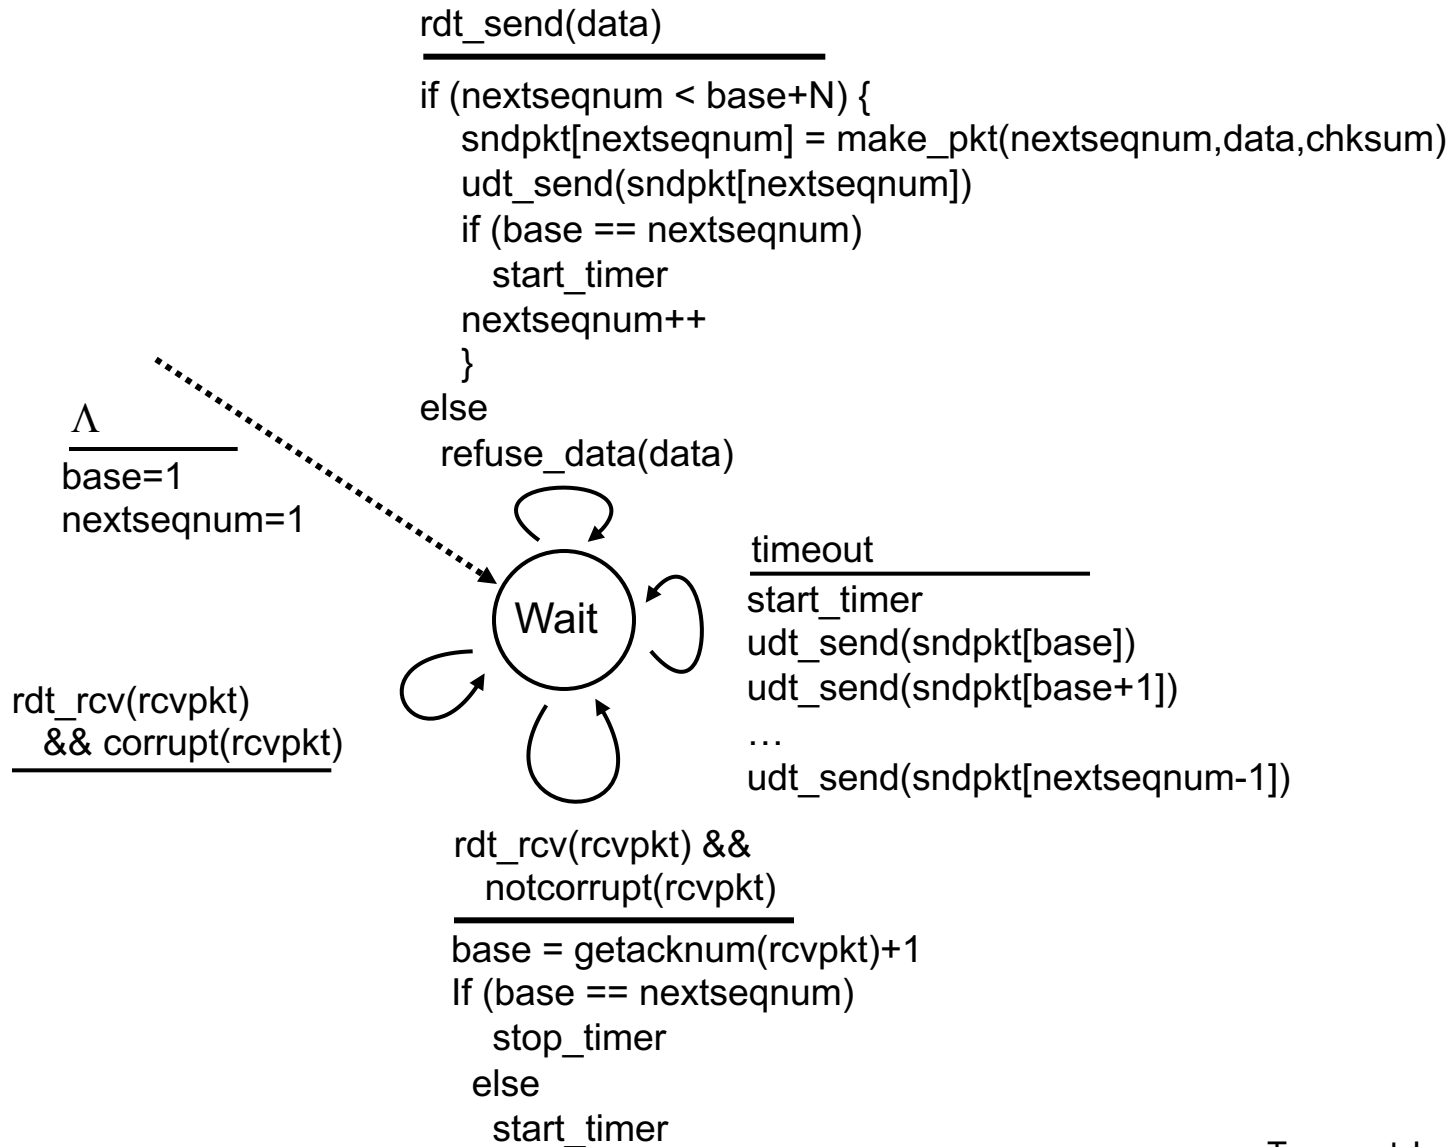 rdt_send(data)
if (nextseqnum < base+N) {
sndpkt[nextseqnum] = make_pkt(nextseqnum,data,chksum)
udt_send(sndpkt[nextseqnum])
if (base == nextseqnum)
start_timer
nextseqnum++
}
else
refuse_data(data)
Λ
base=1
nextseqnum=1
Wait
timeout
start_timer
udt_send(sndpkt[base])
udt_send(sndpkt[base+1])
…
udt_send(sndpkt[nextseqnum-1])
rdt_rcv(rcvpkt)
&& corrupt(rcvpkt)
rdt_rcv(rcvpkt) &&
notcorrupt(rcvpkt)
base = getacknum(rcvpkt)+1
If (base == nextseqnum)
stop_timer
else
start_timer